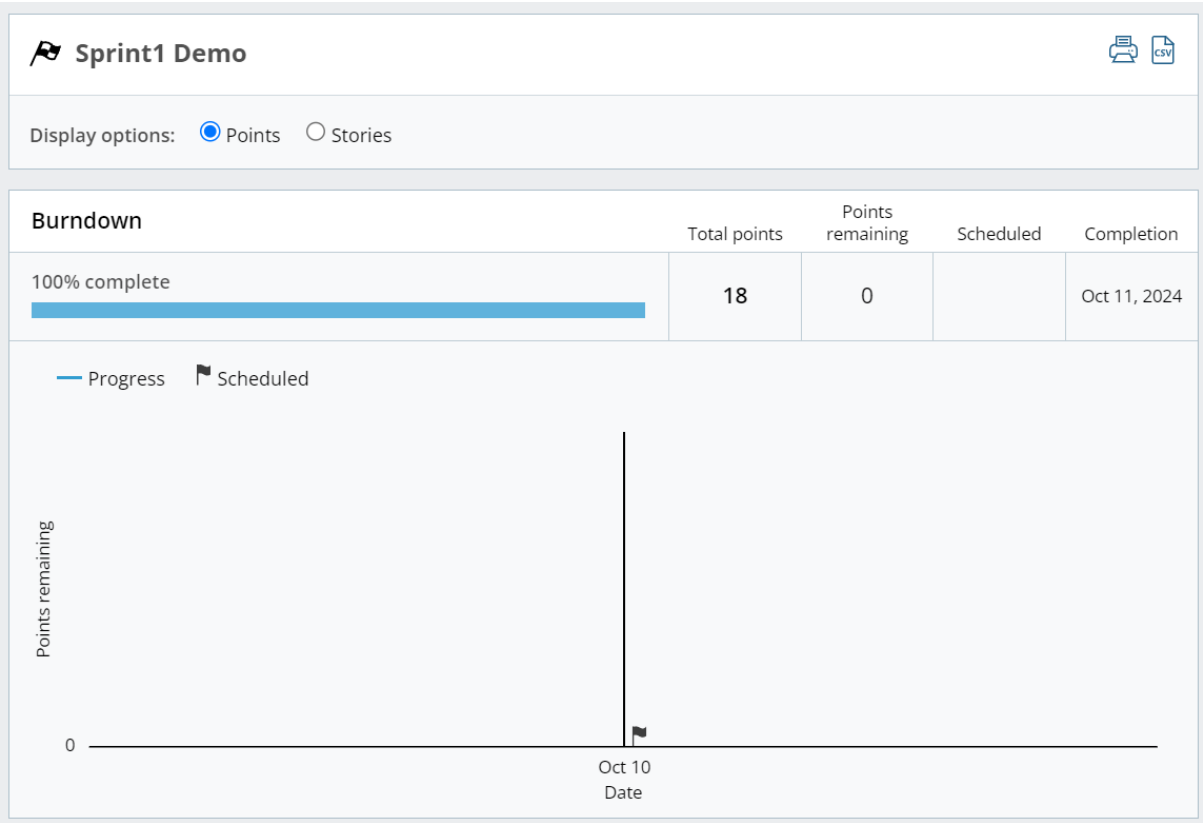 Sprint1 Demo
CSV
Display options: Points Stories
Burndown
Total points
Points
remaining
Scheduled
Completion
100% complete
18
0
Oct 11, 2024
Progress Scheduled
Points remaining
0
Oct 10
Date